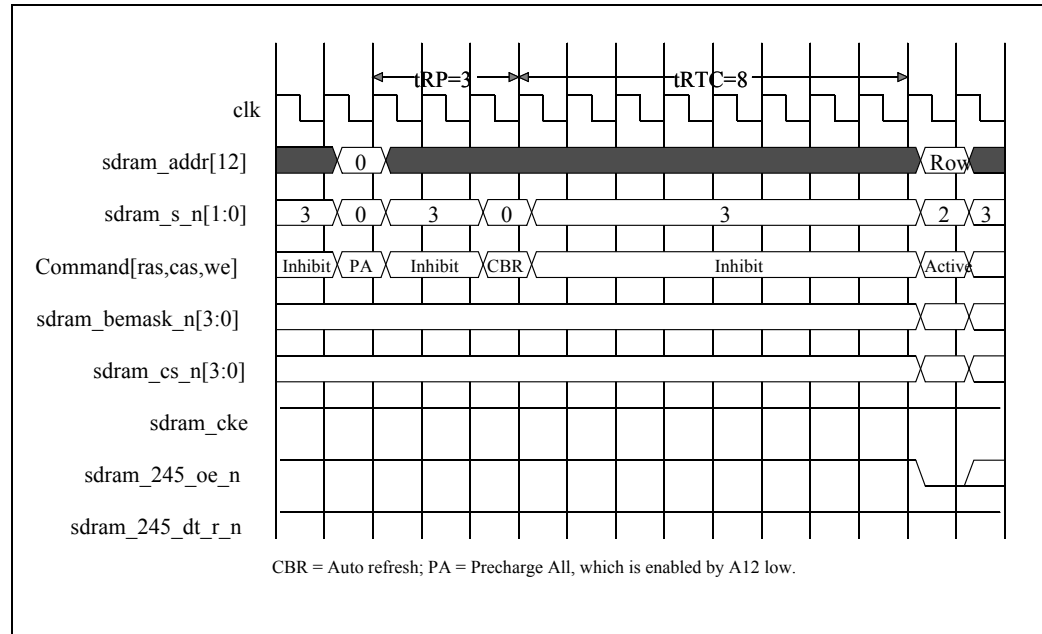 tRP=3 tRTC=8
clk
sdram_addr[12] 0 Row
sdram_s_n[1:0] 3 0 3 0 3 2 3
Command[ras,cas,we] Inhibit PA Inhibit CBR Inhibit Active
sdram_bemask_n[3:0]
sdram_cs_n[3:0]
sdram_cke
sdram_245_oe_n
sdram_245_dt_r_n
CBR = Auto refresh; PA = Precharge All, which is enabled by A12 low.